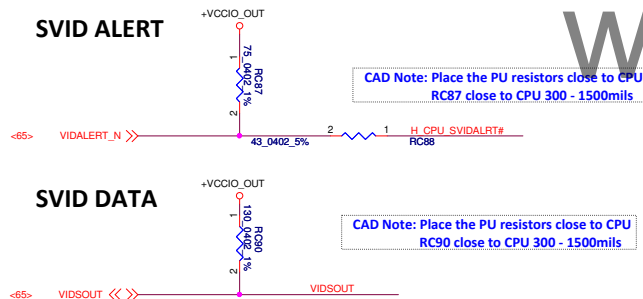 +VCCIO_OUT
SVID ALERT
1
75_0402_1%
RC87
2
CAD Note: Place the PU resistors close to CPU
RC87 close to CPU 300 - 1500mils
<65> VIDALERT_N
43_0402_5%
2 1
H_CPU_SVIDALRT#
RC88
+VCCIO_OUT
SVID DATA
1
130_0402_1%
RC90
2
CAD Note: Place the PU resistors close to CPU
RC90 close to CPU 300 - 1500mils
<65> VIDSOUT
VIDSOUT
W